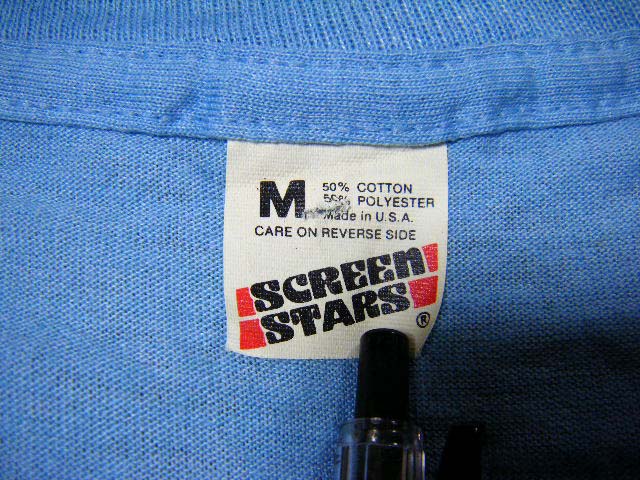 M
50% COTTON
50% POLYESTER
Made in U.S.A.
CARE ON REVERSE SIDE
SCREEN
STARS
®